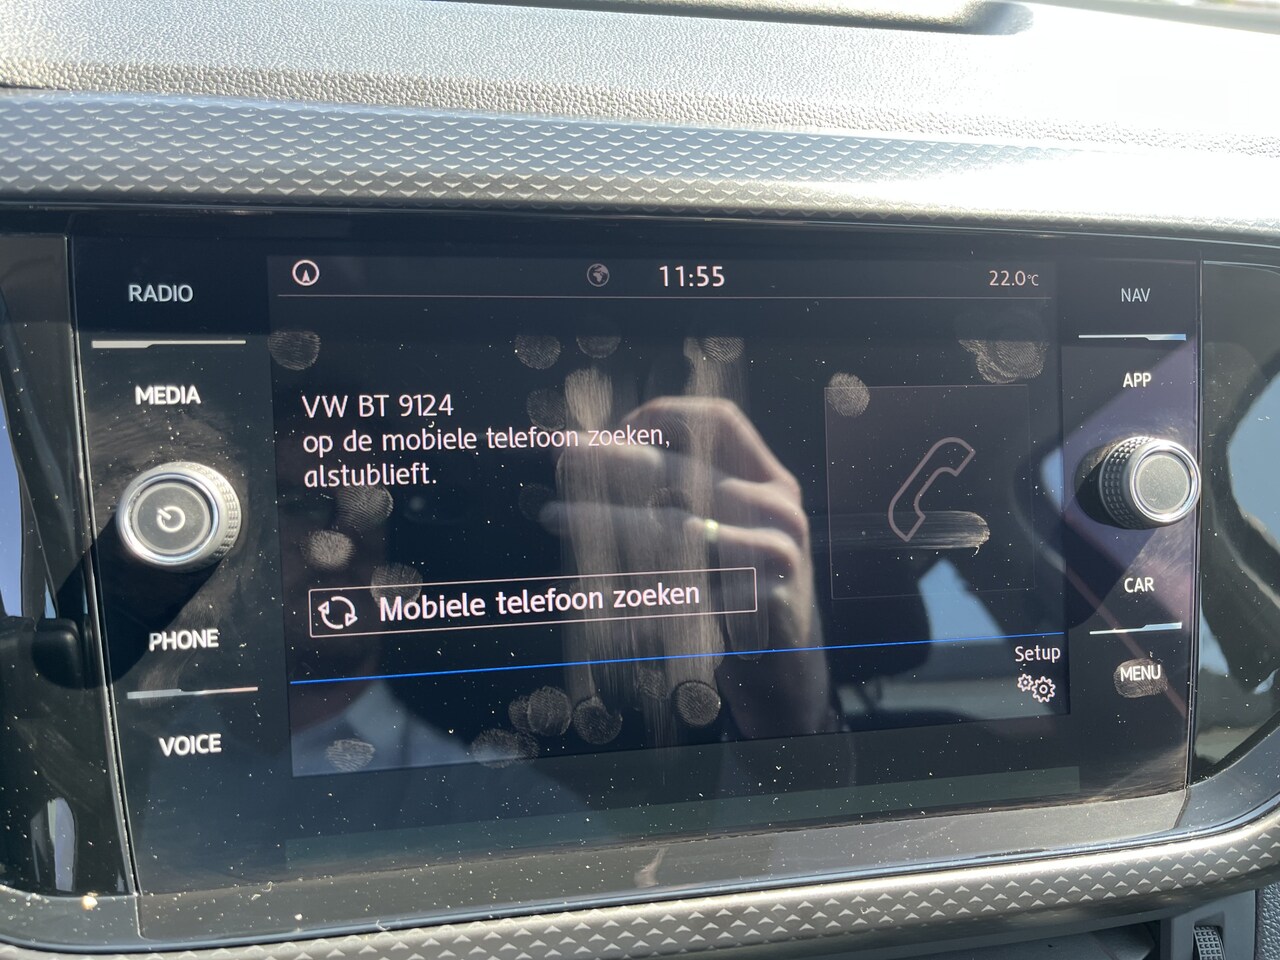 RADIO
MEDIA
PHONE
VOICE
11:55
22.0°C
VW BT 9124
op de mobiele telefoon zoeken,
alstublieft.
Mobiele telefoon zoeken
Setup
NAV
APP
CAR
MENU